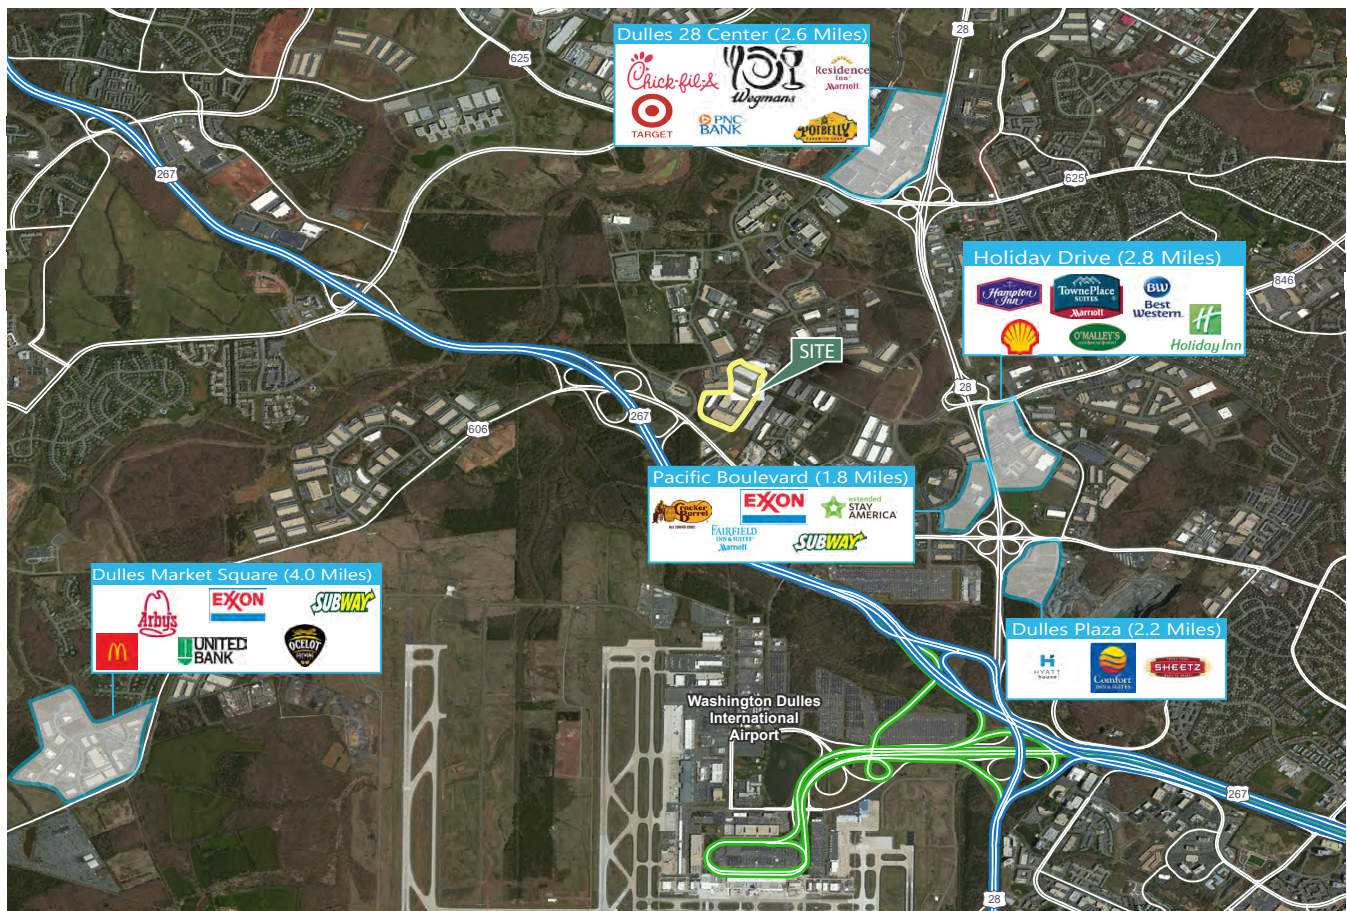 28
625
Dulles 28 Center (2.6 Miles)
Chick-fil-A
Wegmans
Residence
Inn
Marriott
TARGET
PNC
BANK
POTBELLY
267
625
Holiday Drive (2.8 Miles)
Hampton
Inn
TownePlace
SUITES
Marriott
BW
Best
Western
O'MALLEY'S
H
Holiday Inn
846
SITE
28
267
606
Pacific Boulevard (1.8 Miles)
Cracker
Barrel
EXXON
extended
STAY
AMERICA
FAIRFIELD
INN & SUITES
Marriott
SUBWAY
Dulles Market Square (4.0 Miles)
Arby's
EXXON
SUBWAY
M
UNITED
BANK
OCELOT
BREWING
Dulles Plaza (2.2 Miles)
H
HYATT
house
Comfort
INN & SUITES
SHEETZ
Washington Dulles
International
Airport
267
28